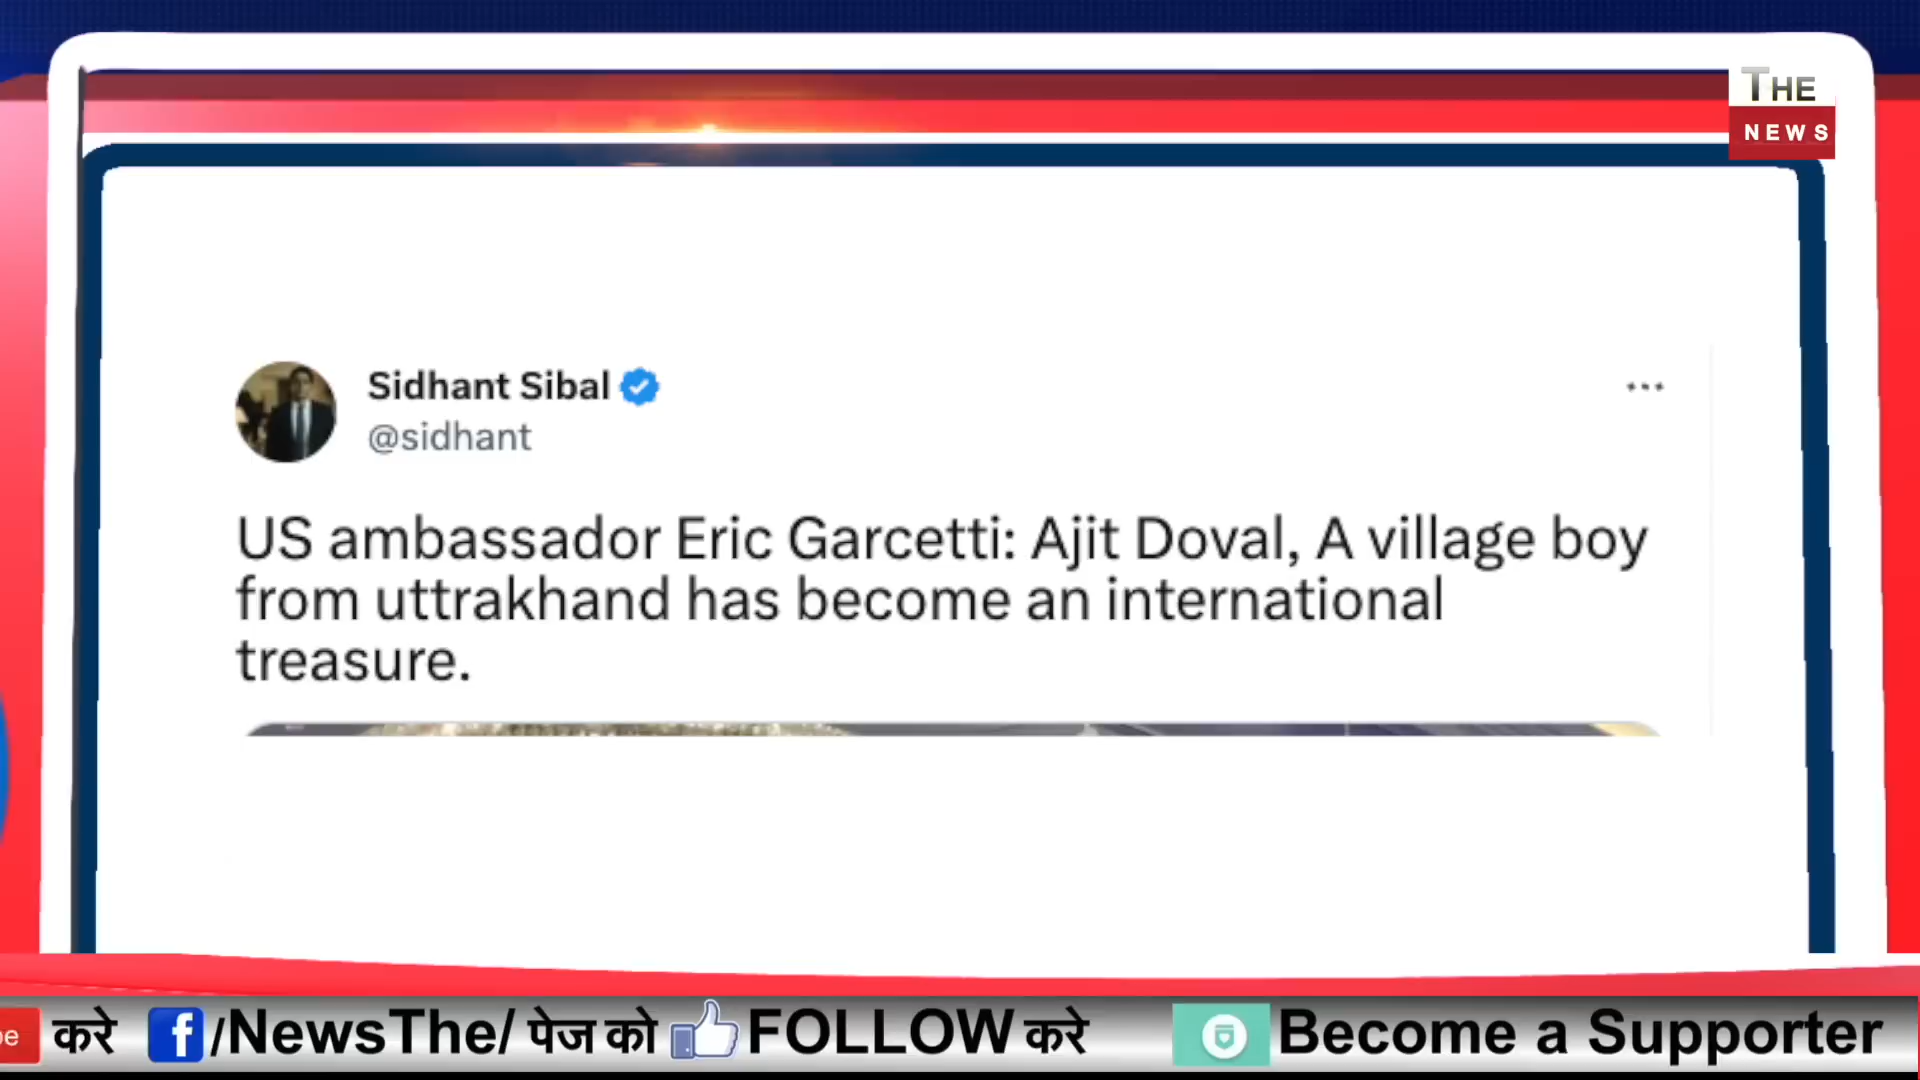 THE
NEWS
Sidhant Sibal
@sidhant
US ambassador Eric Garcetti: Ajit Doval, A village boy
from uttrakhand has become an international
treasure.
be करे f/NewsThe/ पेज को FOLLOW करे Become a Supporter